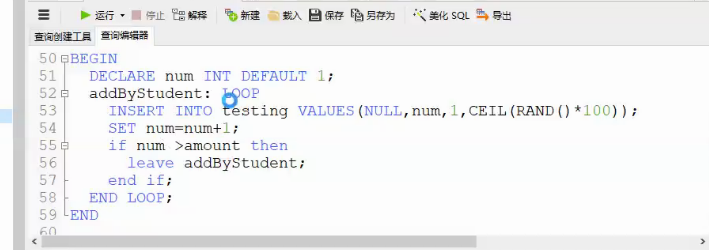 运行 停止 解释 新建 载入 保存 另存为 美化 SQL 导出
查询创建工具 查询编辑器
50 BEGIN
51 DECLARE num INT DEFAULT 1;
52 addByStudent: LOOP
53 INSERT INTO testing VALUES(NULL,num,1,CEIL(RAND()*100));
54 SET num=num+1;
55 if num >amount then
56 leave addByStudent;
57 end if;
58 END LOOP;
59 END
60